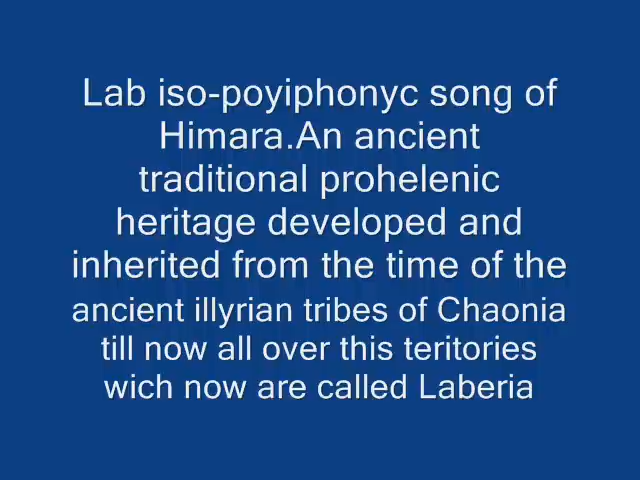 Lab iso-poyiphonyc song of
Himara.An ancient
traditional prohelenic
heritage developed and
inherited from the time of the
ancient illyrian tribes of Chaonia
till now all over this teritories
wich now are called Laberia